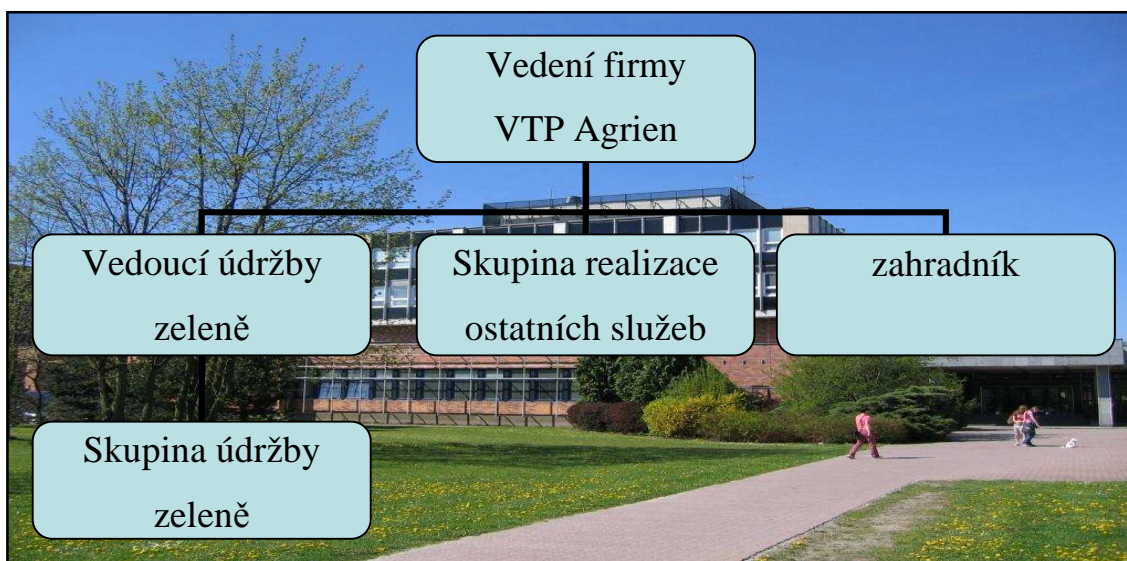 Vedení firmy
VTP Agrien
Vedoucí údržby
zeleně
Skupina realizace
ostatních služeb
zahradník
Skupina údržby
zeleně